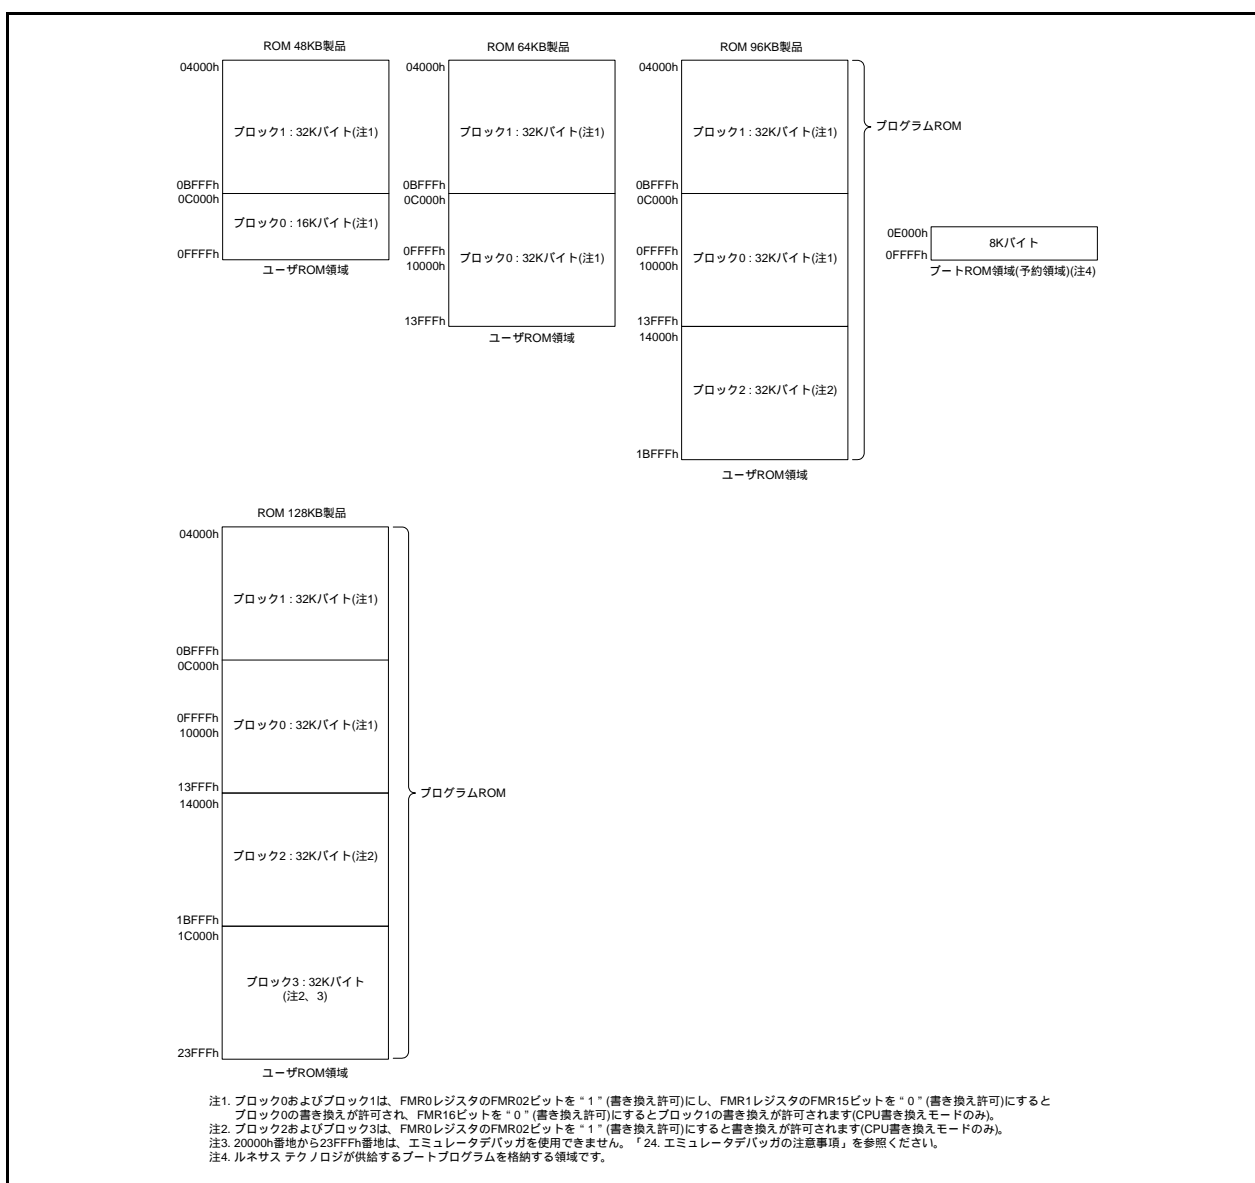 ROM 48KB製品
04000h
ブロック1 : 32Kバイト(注1)
0BFFFh
0C000h
ブロック0 : 16Kバイト(注1)
0FFFFh
ユーザROM領域
ROM 64KB製品
04000h
ブロック1 : 32Kバイト(注1)
0BFFFh
0C000h
0FFFFh
10000h
ブロック0 : 32Kバイト(注1)
13FFFh
ユーザROM領域
ROM 96KB製品
04000h
ブロック1 : 32Kバイト(注1)
0BFFFh
0C000h
0FFFFh
10000h
ブロック0 : 32Kバイト(注1)
13FFFh
14000h
ブロック2 : 32Kバイト(注2)
1BFFFh
ユーザROM領域
プログラムROM
0E000h
8Kバイト
0FFFFh
ブートROM領域(予約領域)(注4)
ROM 128KB製品
04000h
ブロック1 : 32Kバイト(注1)
0BFFFh
0C000h
0FFFFh
10000h
ブロック0 : 32Kバイト(注1)
13FFFh
14000h
ブロック2 : 32Kバイト(注2)
1BFFFh
1C000h
ブロック3 : 32Kバイト
(注2、3)
23FFFh
ユーザROM領域
プログラムROM
注1. ブロック0およびブロック1は、FMR0レジスタのFMR02ビットを“1”(書き換え許可)にし、FMR1レジスタのFMR15ビットを“0”(書き換え許可)にすると
ブロック0の書き換えが許可され、FMR16ビットを“0”(書き換え許可)にするとブロック1の書き換えが許可されます(CPU書き換えモードのみ)。
注2. ブロック2およびブロック3は、FMR0レジスタのFMR02ビットを“1”(書き換え許可)にすると書き換えが許可されます(CPU書き換えモードのみ)。
注3. 20000h番地から23FFFh番地は、エミュレータデバッガを使用できません。「24. エミュレータデバッガの注意事項」を参照ください。
注4. ルネサス テクノロジが供給するブートプログラムを格納する領域です。